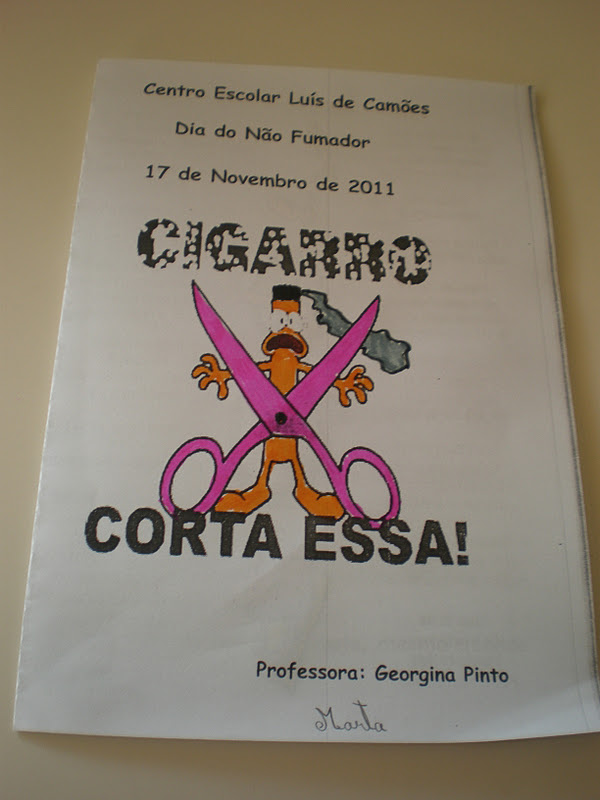 Centro Escolar Luís de Camões
Dia do Não Fumador
17 de Novembro de 2011
CIGARRO
CORTA ESSA!
Professora: Georgina Pinto
Marta